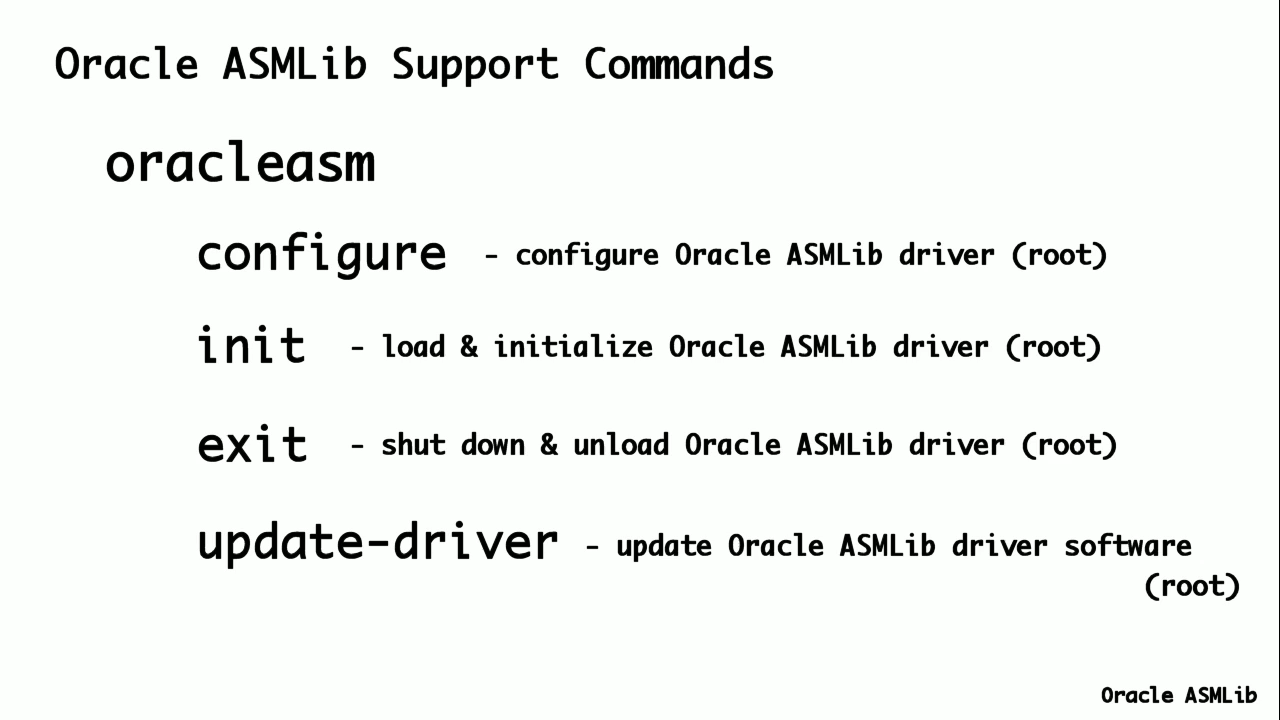 Oracle ASMLib Support Commands
oracleasm
configure - configure Oracle ASMLib driver (root)
init - load & initialize Oracle ASMLib driver (root)
exit - shut down & unload Oracle ASMLib driver (root)
update-driver - update Oracle ASMLib driver software
(root)
Oracle ASMLib